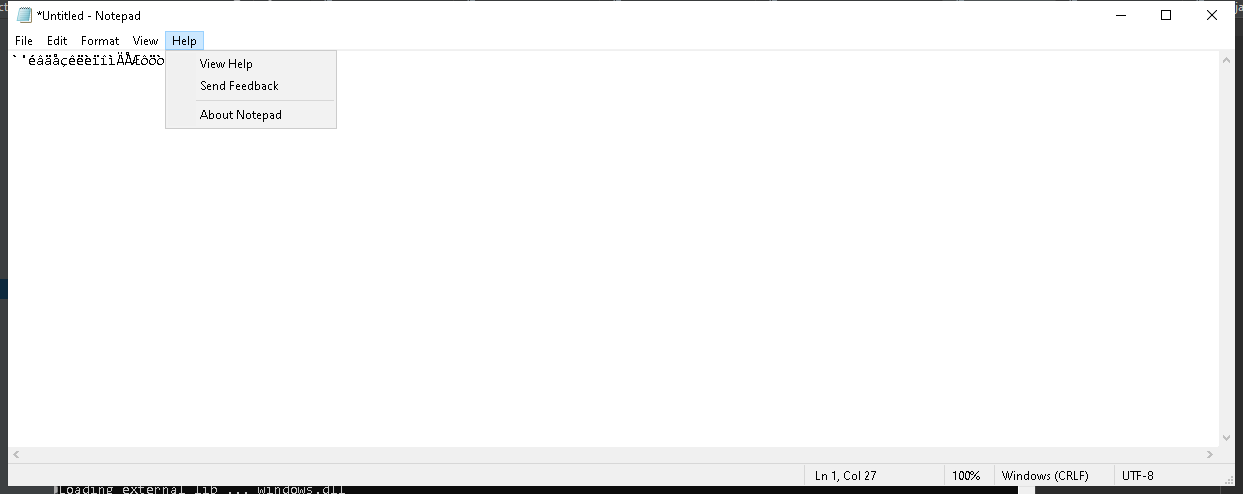 *Untitled - Notepad
File Edit Format View Help
`'éâäåçêëèïîìÄÅÆôöò
View Help
Send Feedback
About Notepad
Ln 1, Col 27
100%
Windows (CRLF)
UTF-8
Loading external lib ... windows.dll